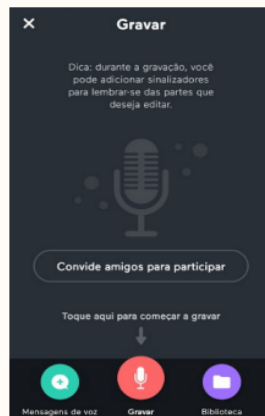 Gravar
Dica: durante a gravação, você
pode adicionar sinalizadores
para lembrar-se das partes que
deseja editar.
Convide amigos para participar
Toque aqui para começar a gravar
Mensagens de voz
Gravar
Biblioteca